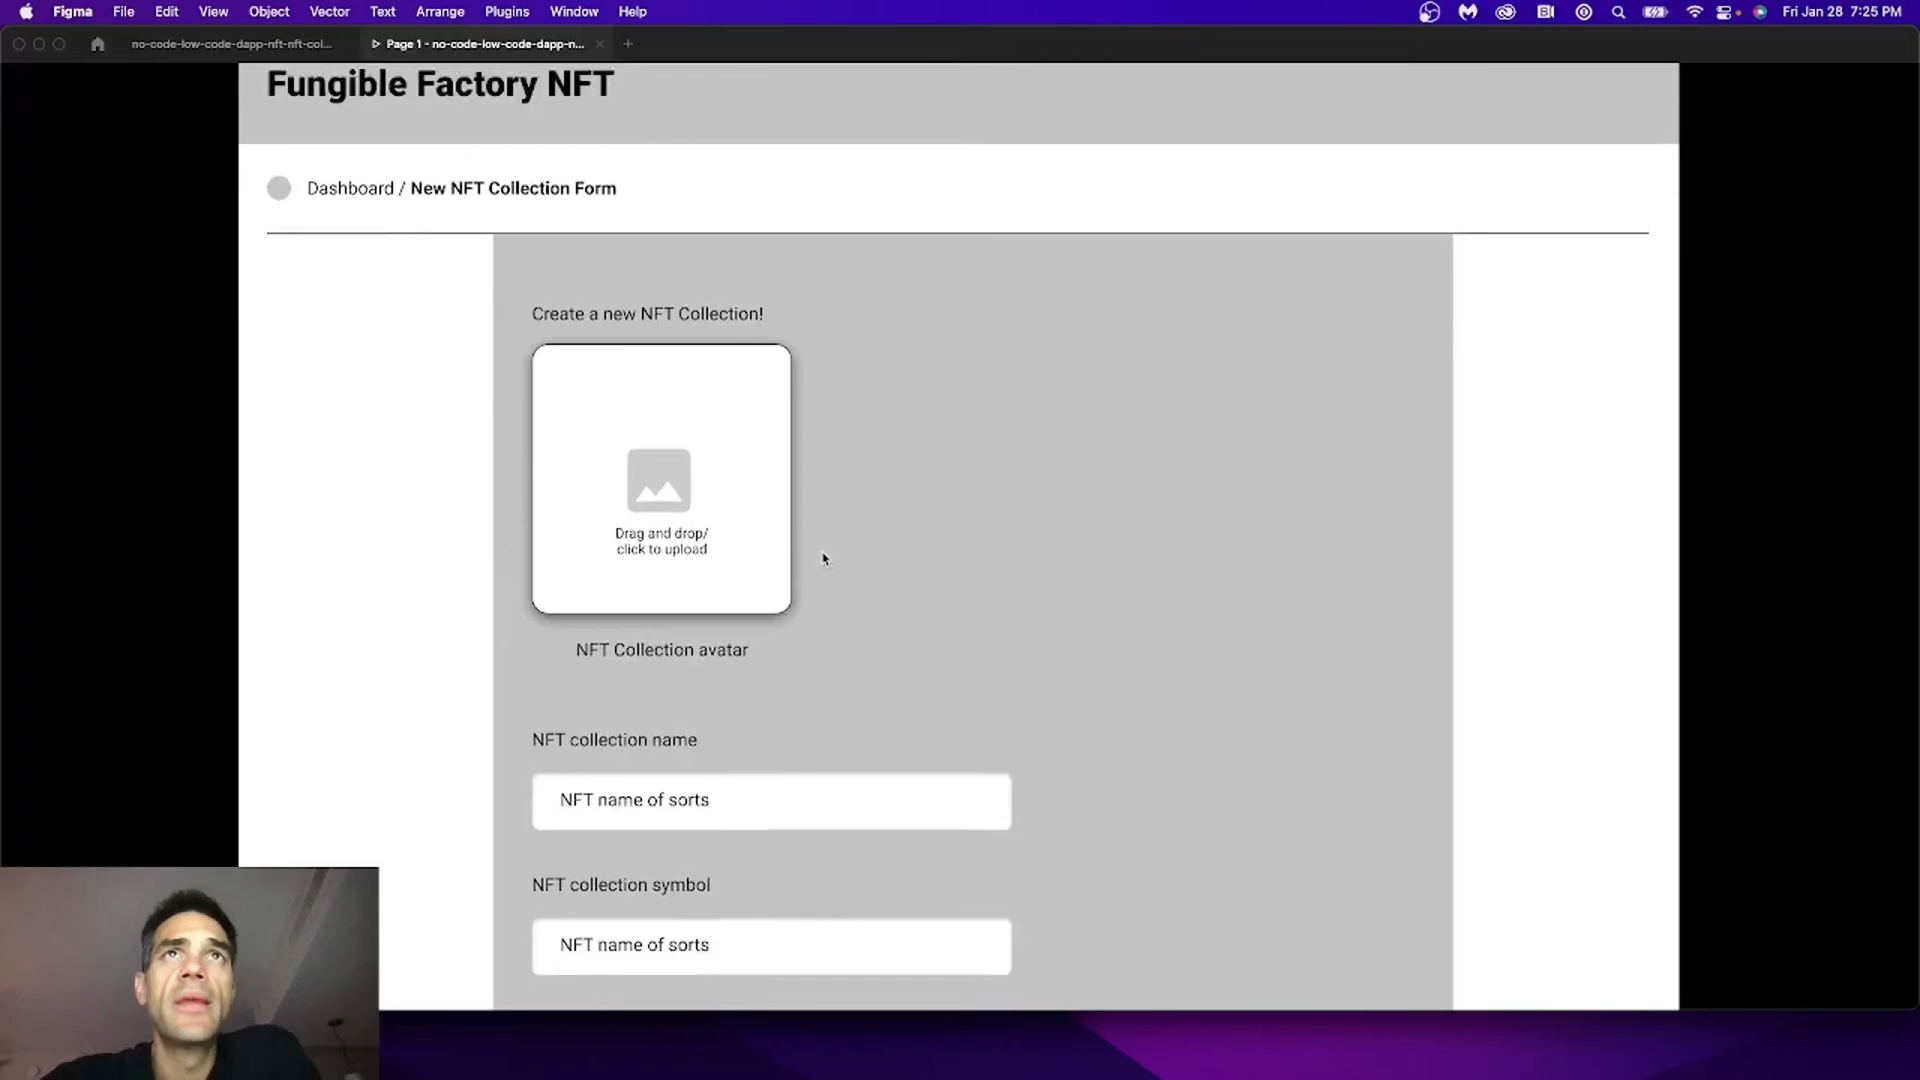 Figma File Edit View Object Vector Text Arrange Plugins Window Help Fri Jan 28 7:25 PM
no-code-low-code-dapp-nft-nft-col... Page 1 - no-code-low-code-dapp-n...
Fungible Factory NFT
Dashboard / New NFT Collection Form
Create a new NFT Collection!
Drag and drop/
click to upload
NFT Collection avatar
NFT collection name
NFT name of sorts
NFT collection symbol
NFT name of sorts